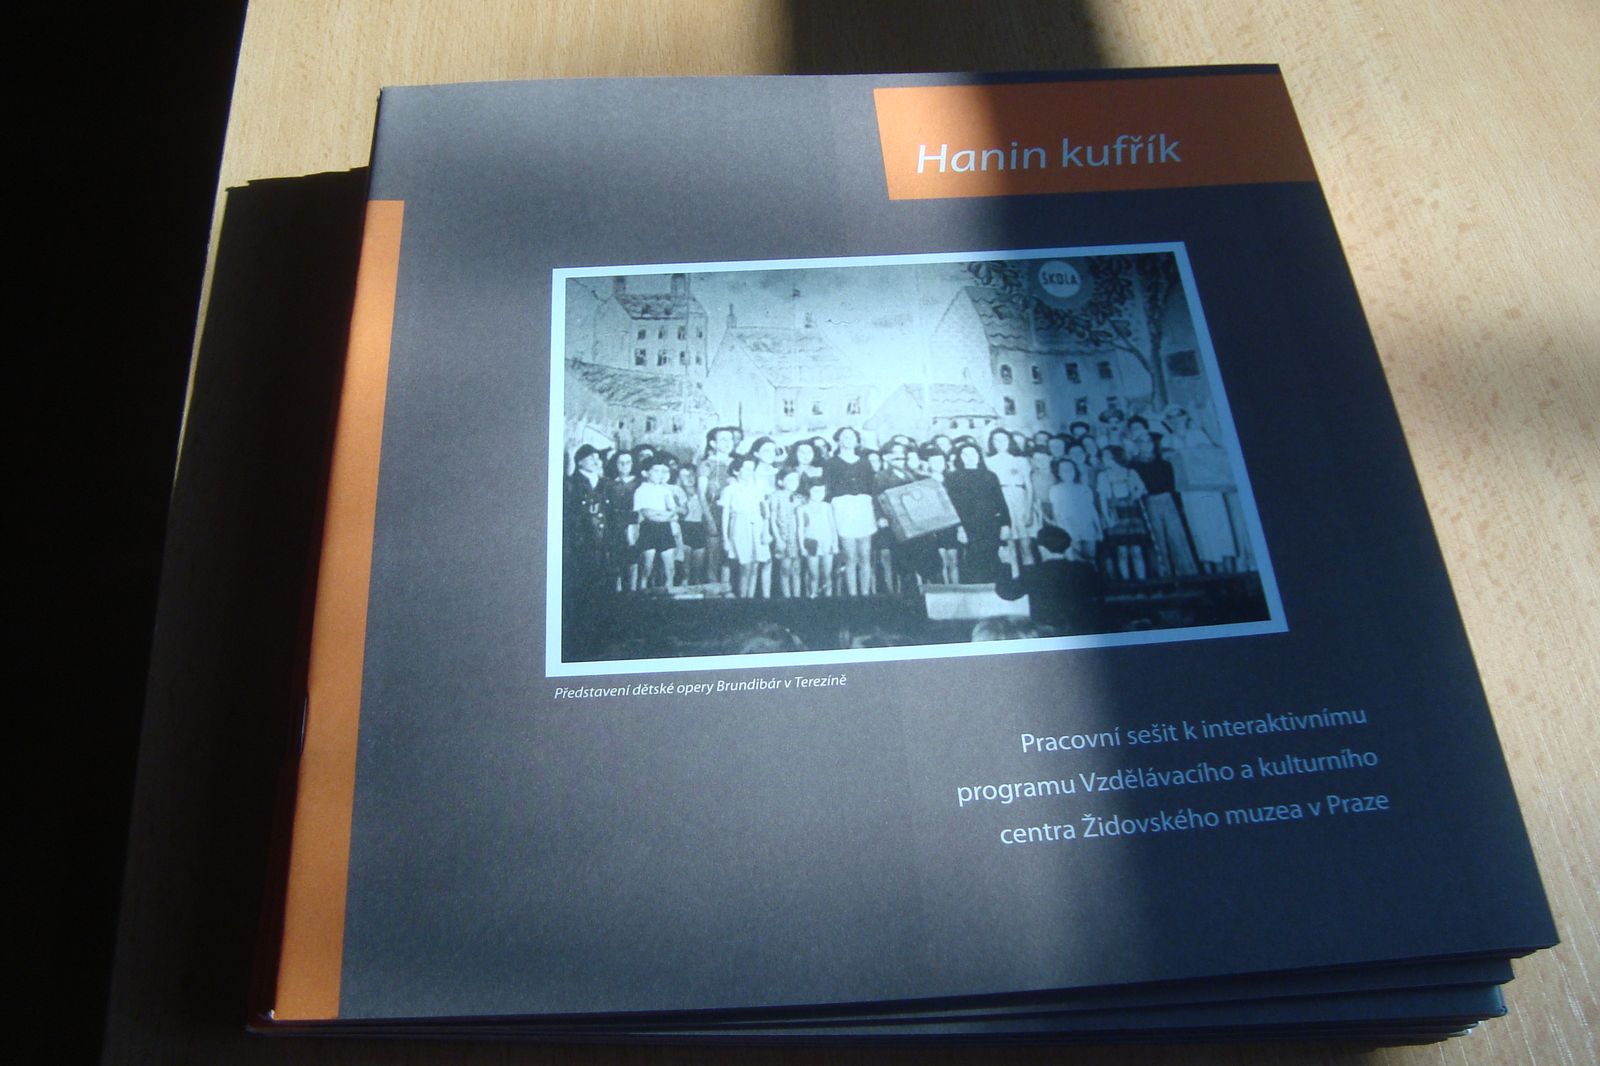 Hanin kufřík
ŠKOLA
Představení dětské opery Brundibár v Terezíně
Pracovní sešit k interaktivnímu
programu Vzdělávacího a kulturního
centra Židovského muzea v Praze